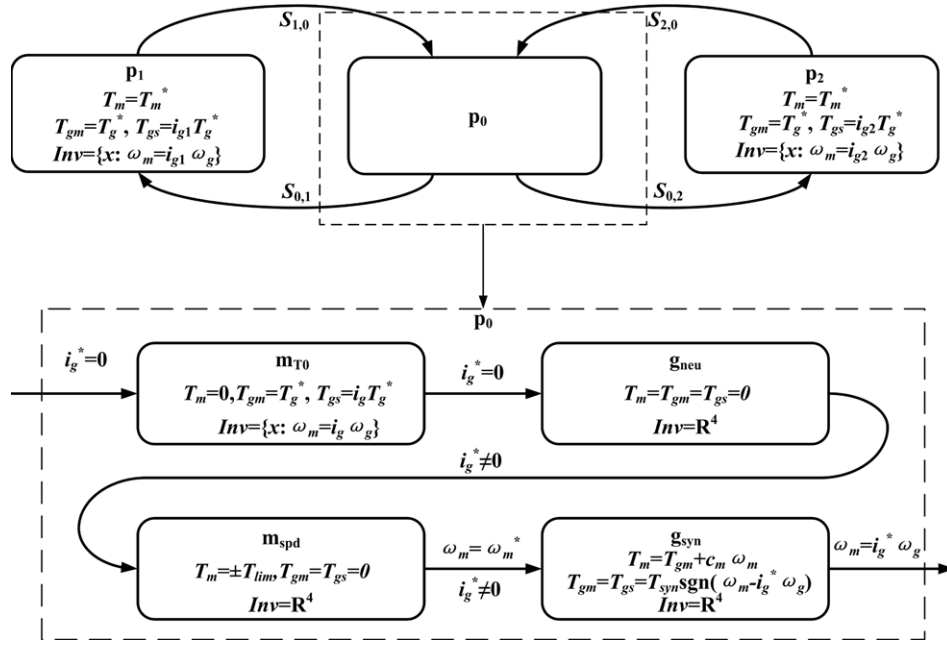 S1,0
S2,0
p1
Tm=Tm*
Tgm=Tg*, Tgs=ig1Tg*
Inv={x: ωm=ig1 ωg}
p0
p2
Tm=Tm*
Tgm=Tg*, Tgs=ig2Tg*
Inv={x: ωm=ig2 ωg}
S0,1
S0,2
p0
ig*=0
mT0
Tm=0,Tgm=Tg*, Tgs=igTg*
Inv={x: ωm=ig ωg}
ig*=0
gneu
Tm=Tgm=Tgs=0
Inv=R4
ig*≠0
mspd
Tm=±Tlim,Tgm=Tgs=0
Inv=R4
ωm= ωm*
ig*≠0
gsyn
Tm=Tgm+cm ωm
Tgm=Tgs=Tsynsgn( ωm-ig* ωg)
Inv=R4
ωm=ig* ωg